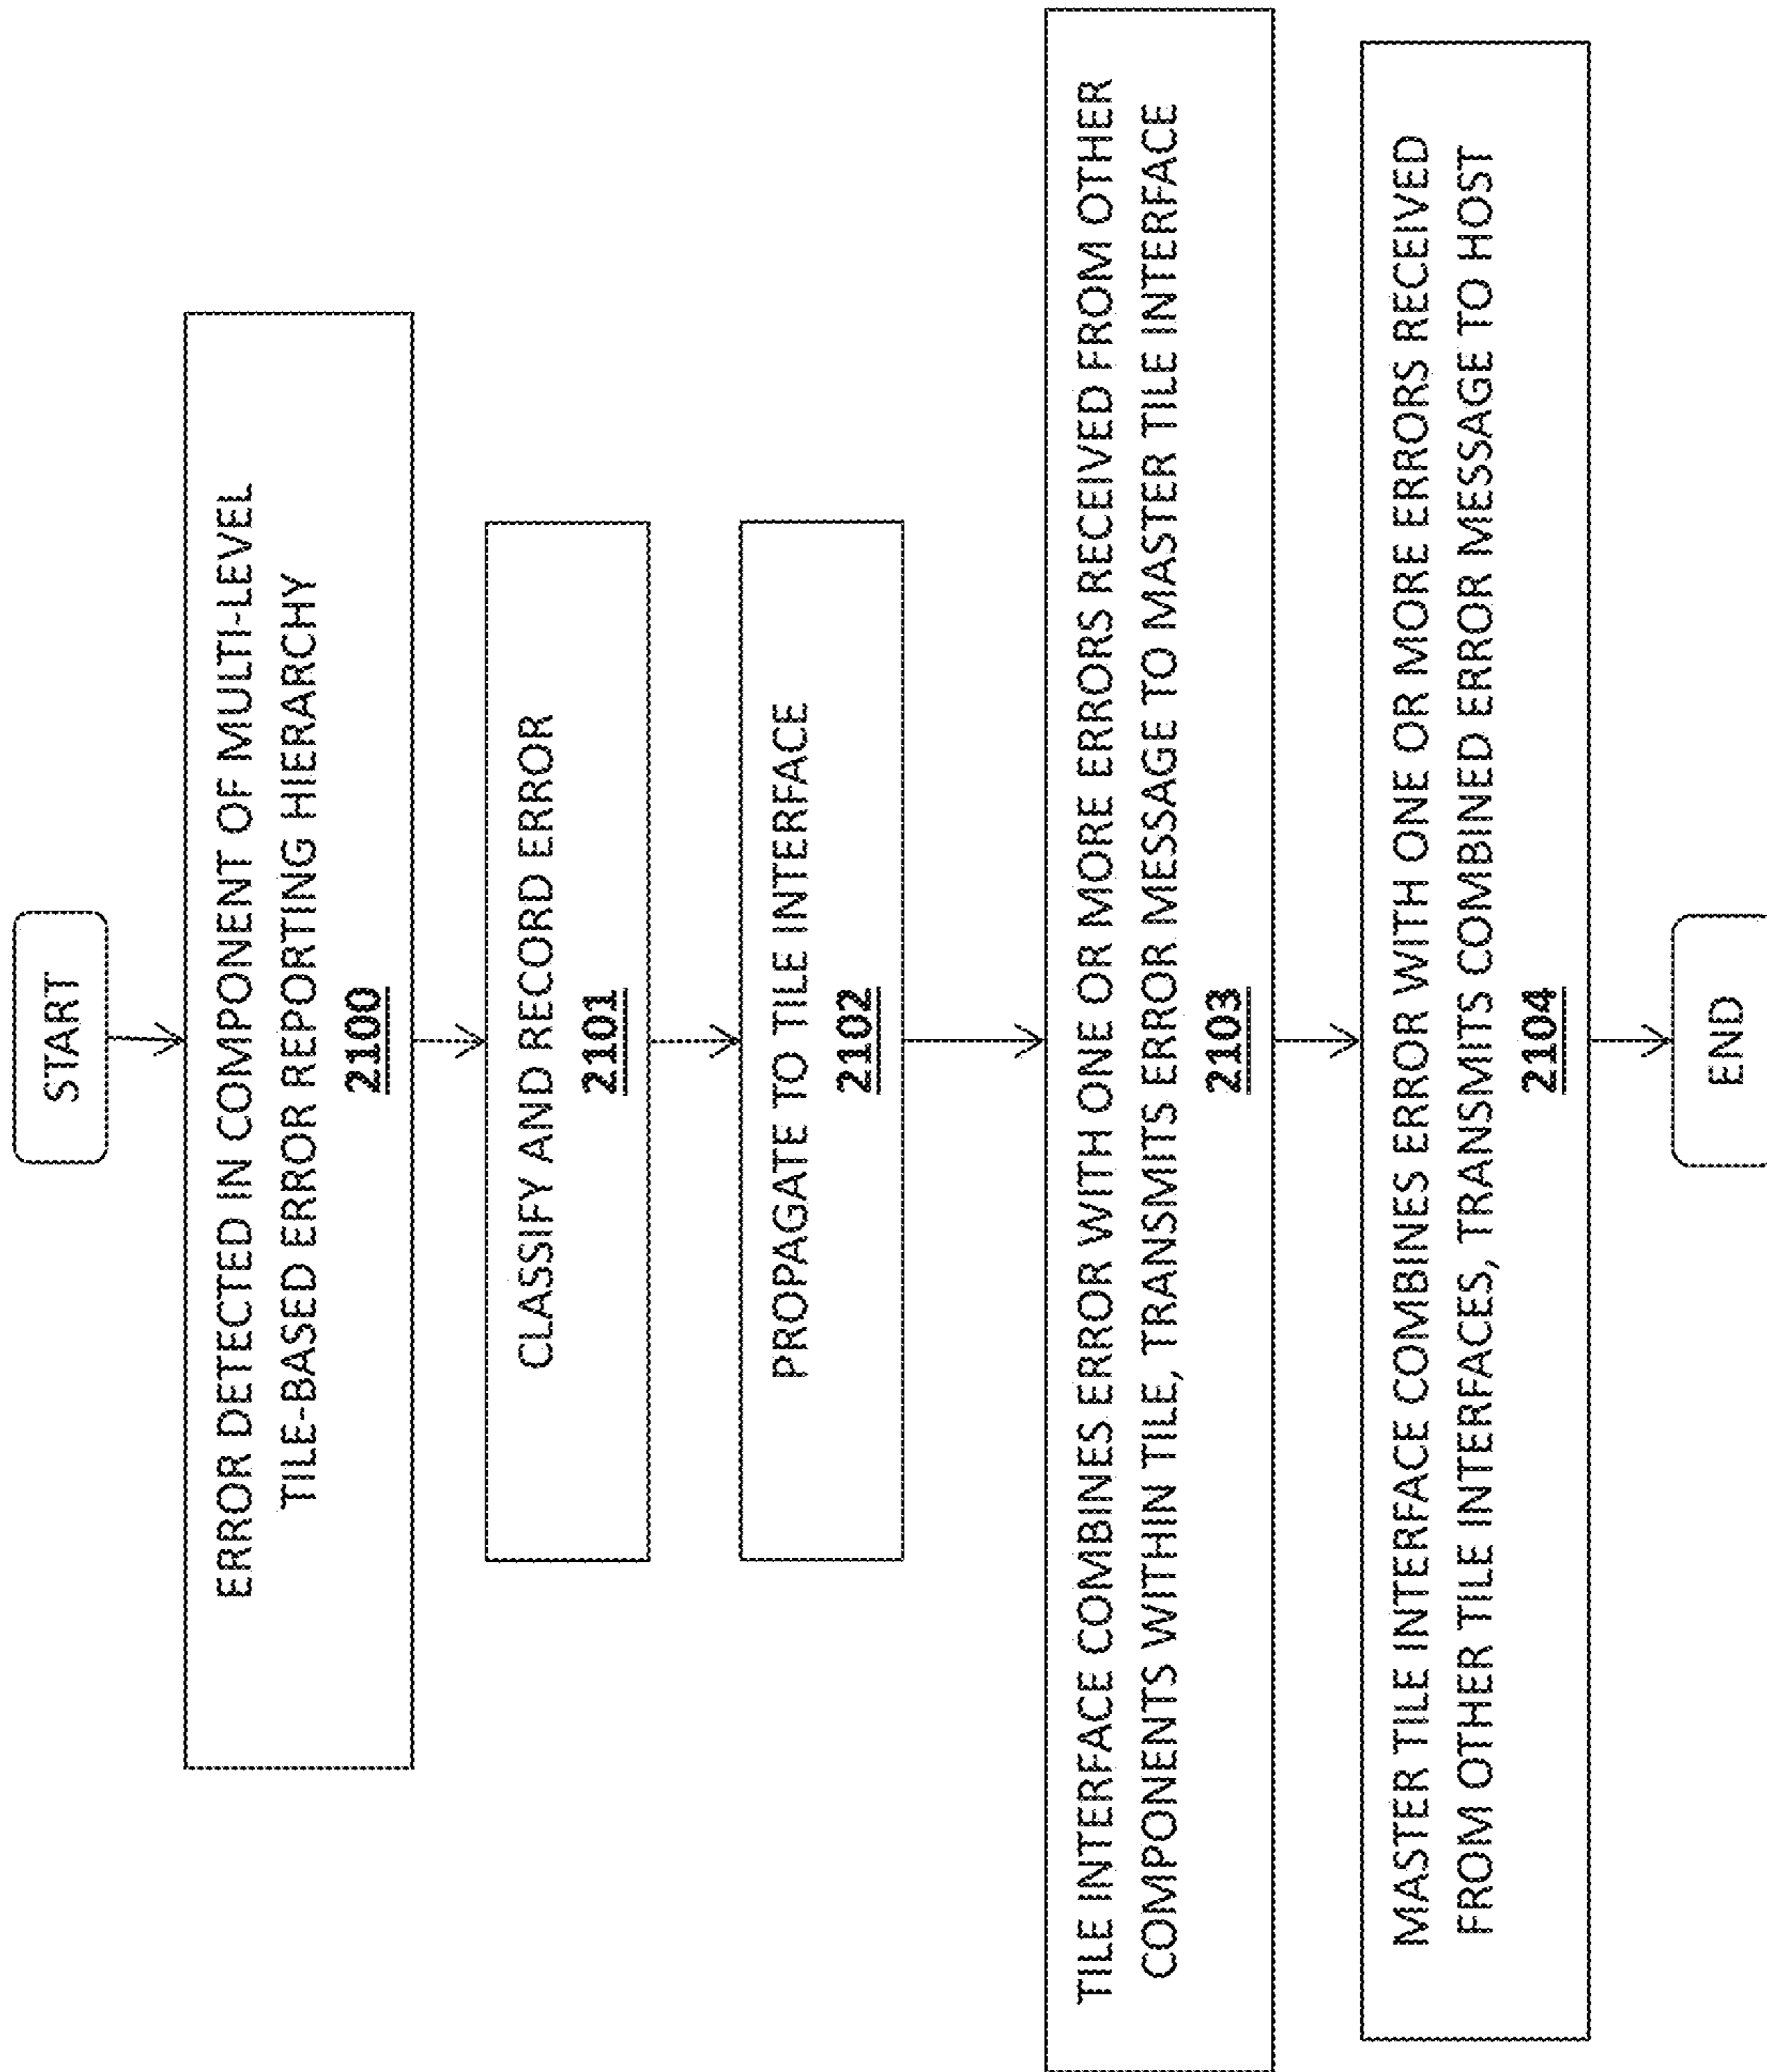 START
ERROR DETECTED IN COMPONENT OF MULTI-LEVEL
TILE-BASED ERROR REPORTING HIERARCHY
2100
CLASSIFY AND RECORD ERROR
2101
PROPAGATE TO TILE INTERFACE
2102
TILE INTERFACE COMBINES ERROR WITH ONE OR MORE ERRORS RECEIVED FROM OTHER
COMPONENTS WITHIN TILE, TRANSMITS ERROR MESSAGE TO MASTER TILE INTERFACE
2103
MASTER TILE INTERFACE COMBINES ERROR WITH ONE OR MORE ERRORS RECEIVED
FROM OTHER TILE INTERFACES, TRANSMITS COMBINED ERROR MESSAGE TO HOST
2104
END